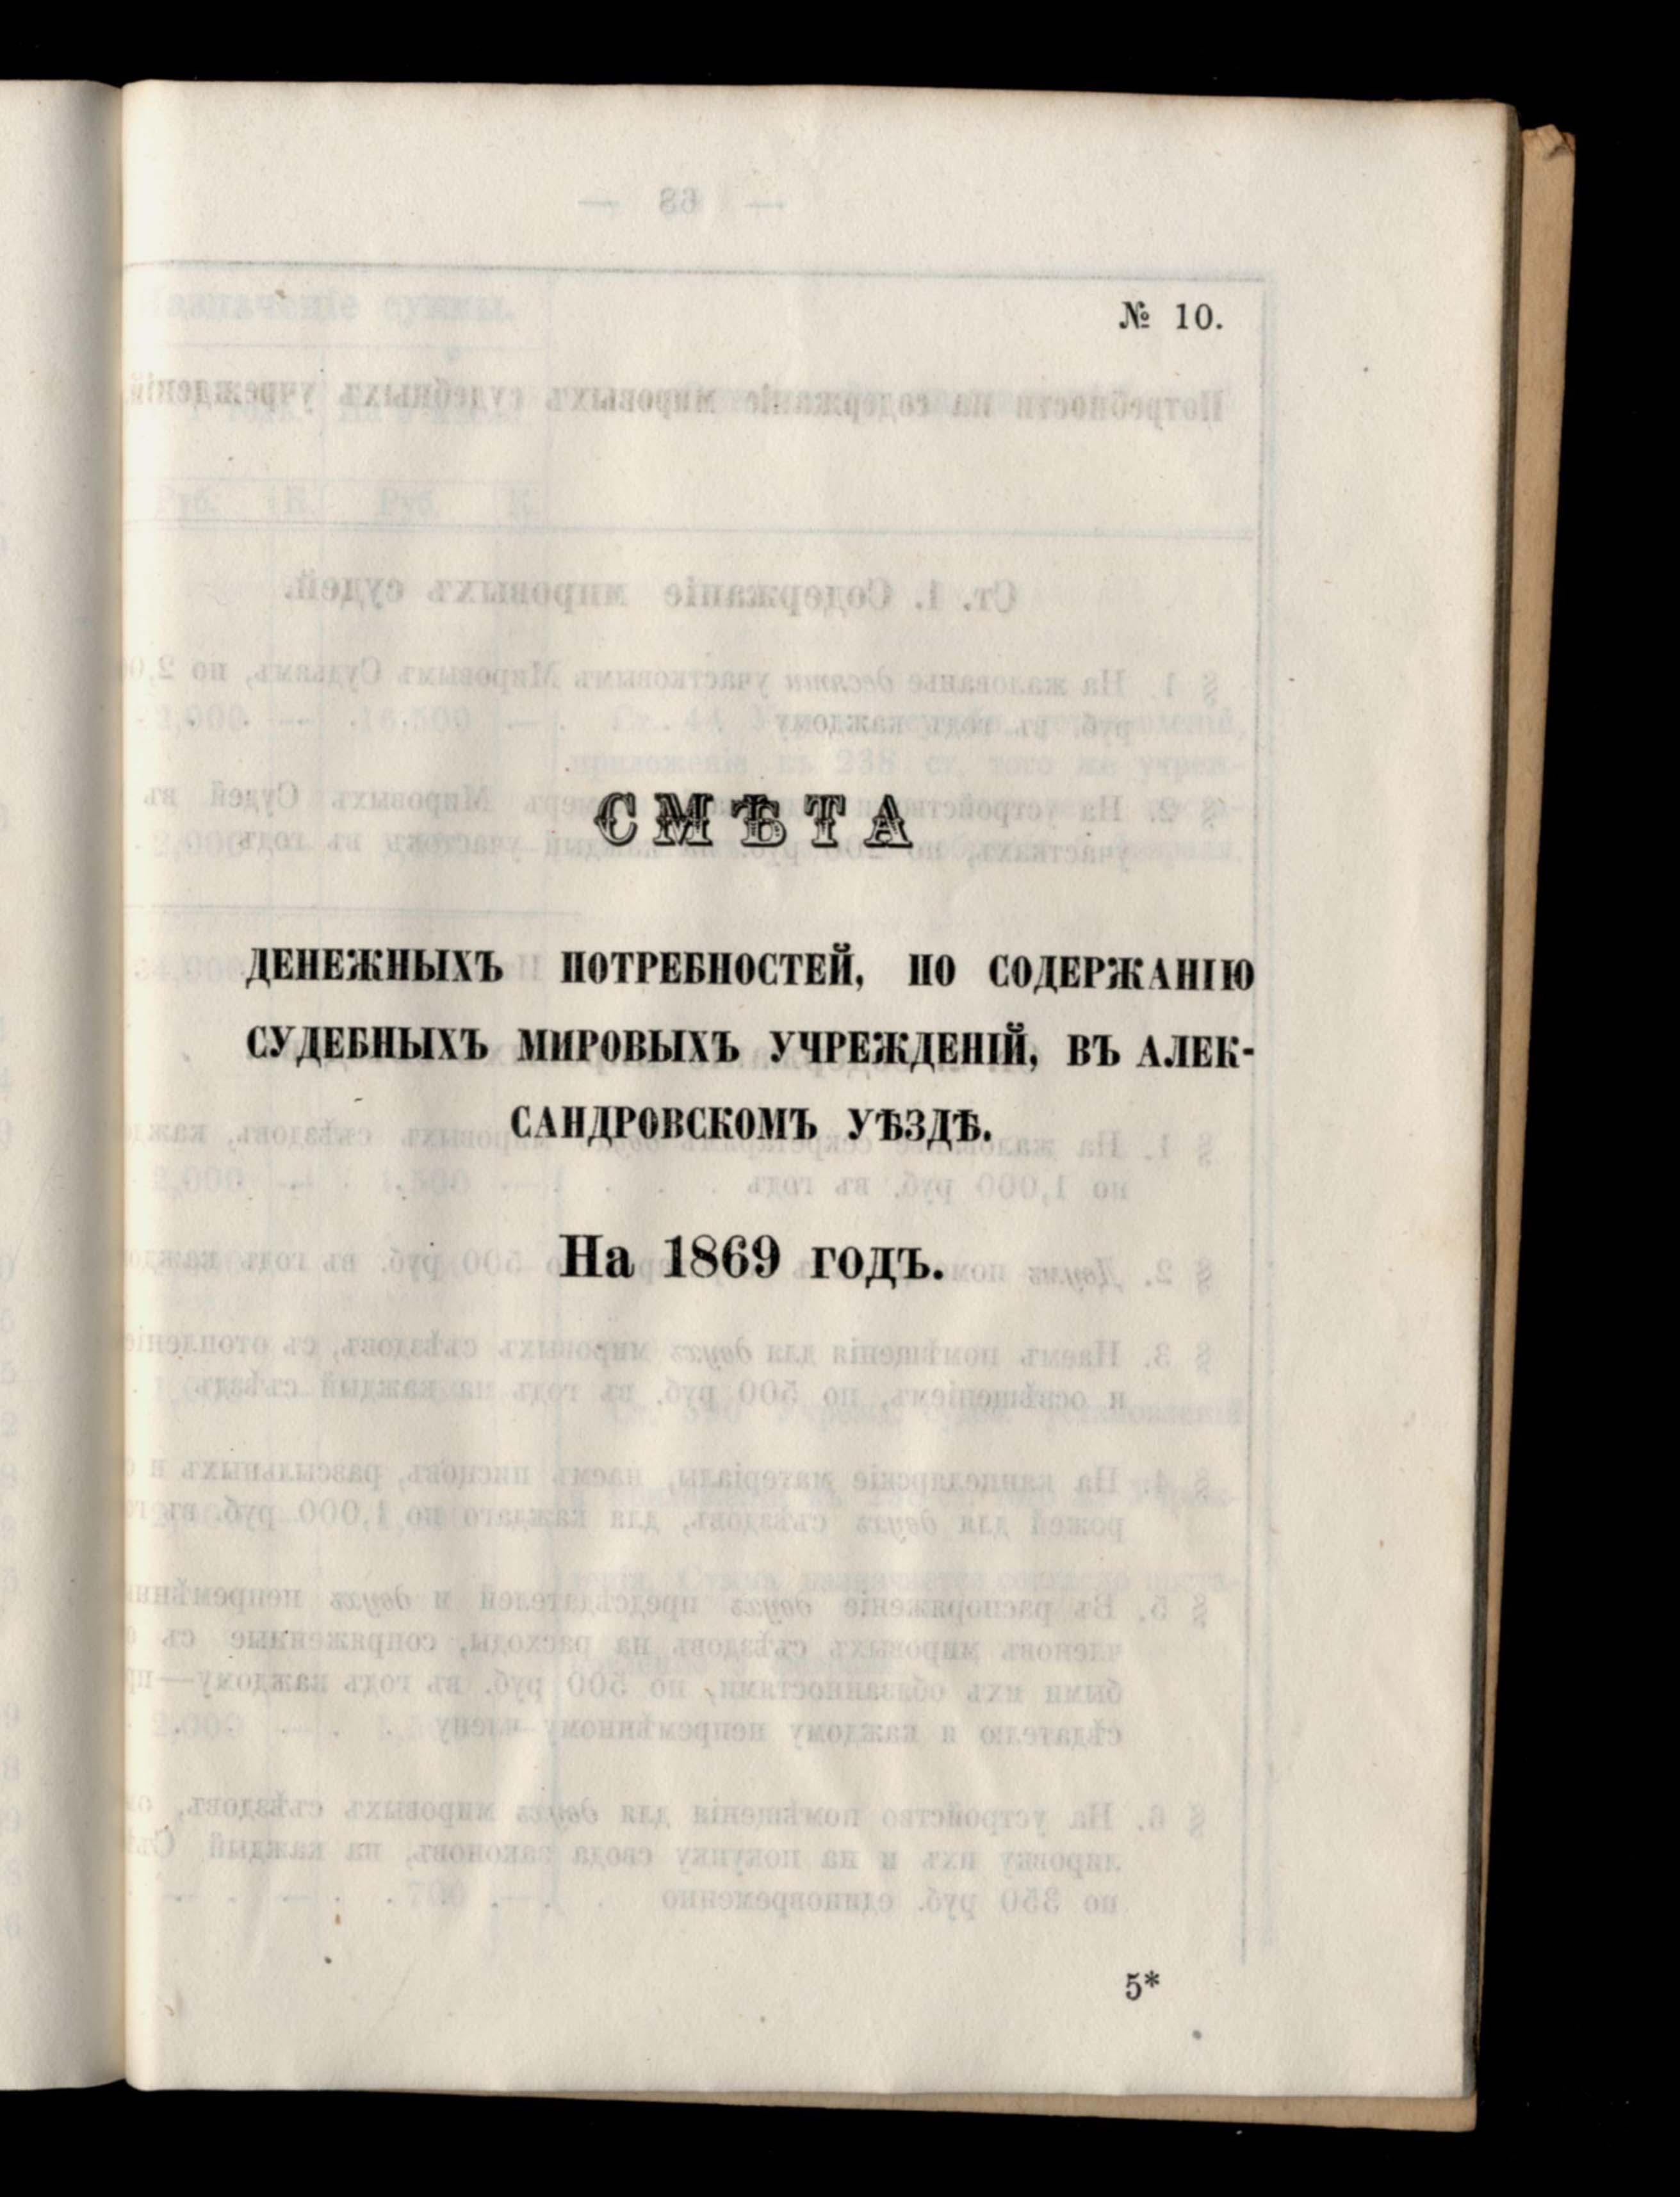 № 10.
СМѢТА
ДЕНЕЖНЫХЪ ПОТРЕБНОСТЕЙ, ПО СОДЕРЖАНІЮ
СУДЕБНЫХЪ МИРОВЫХЪ УЧРЕЖДЕНІЙ, ВЪ АЛЕК-
САНДРОВСКОМЪ УѢЗДѢ.
На 1869 годъ.
5*